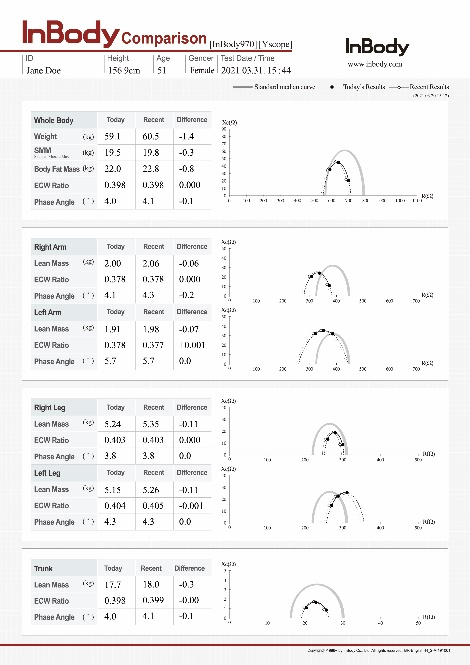 InBody Comparison [InBody970] [Yscope]
InBody
www.inbody.com
ID Height Age Gender Test Date / Time
Jane Doe 156.9cm 51 Female 2021.03.31. 15:44
Standard median curve Today's Results Recent Results
Whole Body Today Recent Difference
Weight (kg) 59.1 60.5 -1.4
SMM (kg) 19.5 19.8 -0.3
Body Fat Mass (kg) 22.0 22.8 -0.8
ECW Ratio 0.398 0.398 0.000
Phase Angle (°) 4.0 4.1 -0.1
Xc(Ω)
R(Ω)
Right Arm Today Recent Difference
Lean Mass (kg) 2.00 2.06 -0.06
ECW Ratio 0.378 0.378 0.000
Phase Angle (°) 4.1 4.3 -0.2
Xc(Ω)
R(Ω)
Left Arm Today Recent Difference
Lean Mass (kg) 1.91 1.98 -0.07
ECW Ratio 0.378 0.377 +0.001
Phase Angle (°) 5.7 5.7 0.0
Xc(Ω)
R(Ω)
Right Leg Today Recent Difference
Lean Mass (kg) 5.24 5.35 -0.11
ECW Ratio 0.403 0.403 0.000
Phase Angle (°) 3.8 3.8 0.0
Xc(Ω)
R(Ω)
Left Leg Today Recent Difference
Lean Mass (kg) 5.15 5.26 -0.11
ECW Ratio 0.404 0.405 -0.001
Phase Angle (°) 4.3 4.3 0.0
Xc(Ω)
R(Ω)
Trunk Today Recent Difference
Lean Mass (kg) 17.7 18.0 -0.3
ECW Ratio 0.398 0.399 -0.00
Phase Angle (°) 4.0 4.1 -0.1
Xc(Ω)
R(Ω)